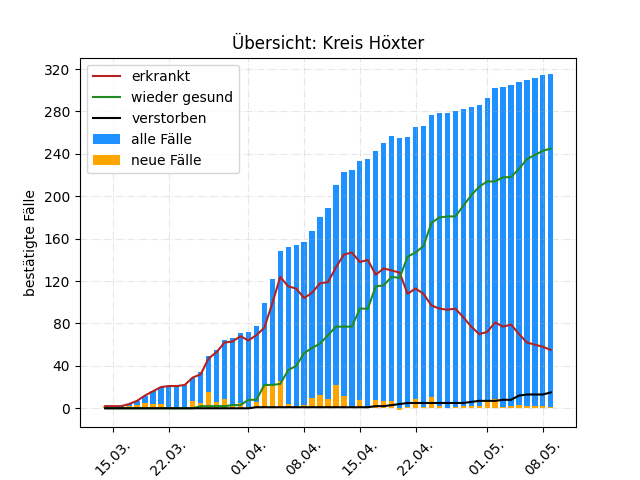 Übersicht: Kreis Höxter
erkrankt
wieder gesund
verstorben
alle Fälle
neue Fälle
bestätigte Fälle
320
280
240
200
160
120
80
40
0
15.03.
22.03.
01.04.
08.04.
15.04.
22.04.
01.05.
08.05.